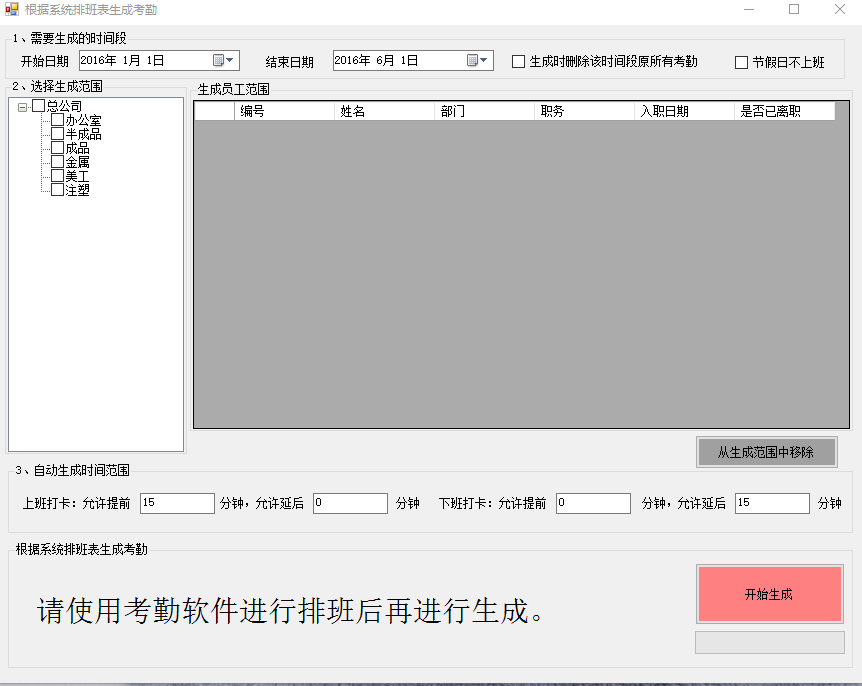 根据系统排班表生成考勤
1、需要生成的时间段
开始日期 2016年 1月 1日 结束日期 2016年 6月 1日 生成时删除该时间段原所有考勤 节假日不上班
2、选择生成范围
总公司
办公室
半成品
成品
金属
美工
注塑
生成员工范围
编号 姓名 部门 职务 入职日期 是否已离职
从生成范围中移除
3、自动生成时间范围
上班打卡：允许提前 15 分钟，允许延后 0 分钟 下班打卡：允许提前 0 分钟，允许延后 15 分钟
根据系统排班表生成考勤
请使用考勤软件进行排班后再进行生成。
开始生成